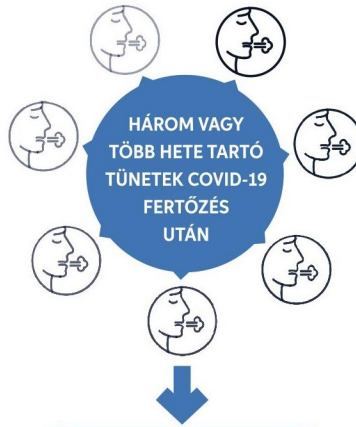 HÁROM VAGY
TÖBB HETE TARTÓ
TÜNETEK COVID-19
FERTŐZÉS
UTÁN